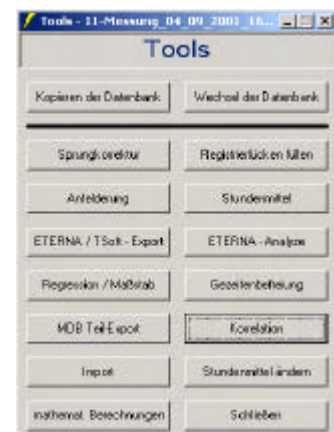 Tools - 11-Messung_04_09_2001_16...
Tools
Kopieren der Datenbank
Wechsel der Datenbank
Sprungkorrektur
Registrierlücken füllen
Anfelderung
Stundenmittel
ETERNA / TSoft - Export
ETERNA - Analyse
Regression / Maßstab
Gezeitenbefreiung
MDB Teil-Export
Korrelation
Import
Stundenmittel ändern
mathemat. Berechnungen
Schließen